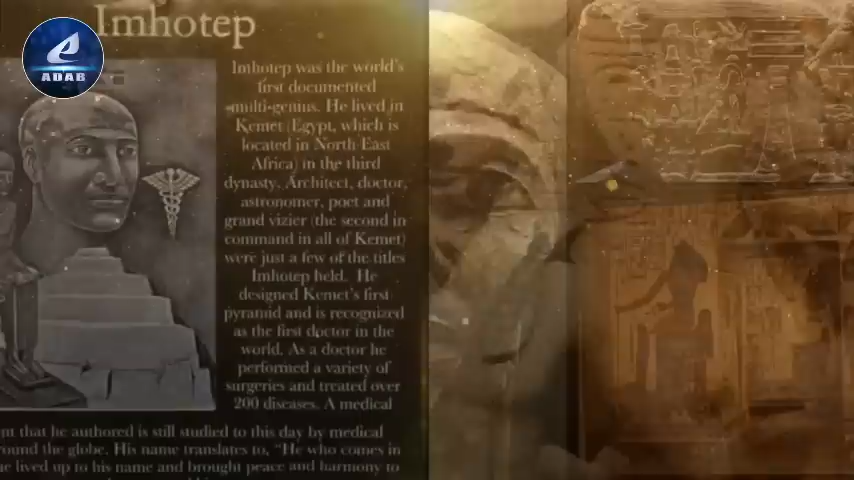 Imhotep
e
ADAB
Imhotep was the world's
first documented
multi-genius. He lived in
Kemet (Egypt, which is
located in North East
Africa) in the third
dynasty. Architect, doctor,
astronomer, poet and
grand vizier (the second in
command in all of Kemet)
were just a few of the titles
Imhotep held. He
designed Kemet's first
pyramid and is recognized
as the first doctor in the
world. As a doctor he
performed a variety of
surgeries and treated over
200 diseases. A medical
that he authored is still studied to this day by medical
the globe. His name translates to, "He who comes in
lived up to his name and brought peace and harmony to